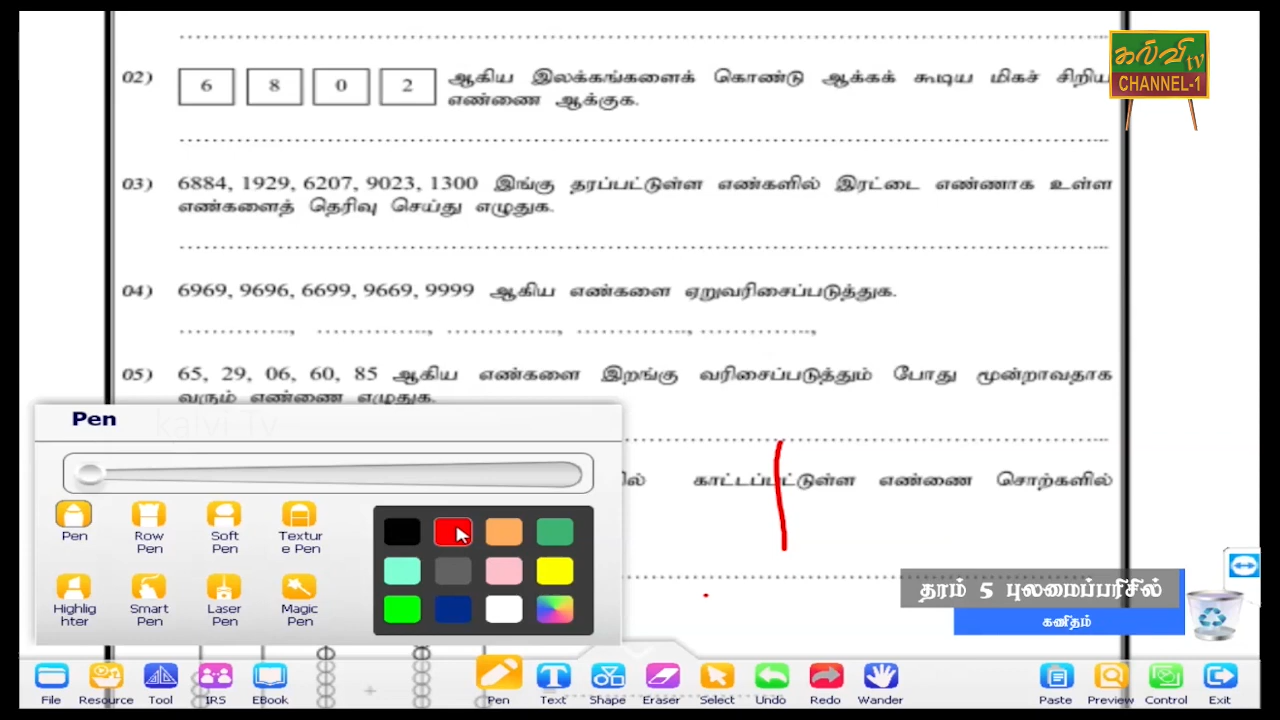 கல்வி tv
CHANNEL-1
02) 6 8 0 2 ஆகிய இலக்கங்களைக் கொண்டு ஆக்கக் கூடிய மிகச் சிறிய
எண்ணை ஆக்குக.
03) 6884, 1929, 6207, 9023, 1300 இங்கு தரப்பட்டுள்ள எண்களில் இரட்டை எண்ணாக உள்ள
எண்களைத் தெரிவு செய்து எழுதுக.
04) 6969, 9696, 6699, 9669, 9999 ஆகிய எண்களை ஏறுவரிசைப்படுத்துக.
05) 65, 29, 06, 60, 85 ஆகிய எண்களை இறங்கு வரிசைப்படுத்தும் போது மூன்றாவதாக
வரும் எண்ணை எழுதுக.
காட்டப்பட்டுள்ள எண்ணை சொற்களில்
Pen
kalvi Tv
Pen Row Pen Soft Pen Texture Pen
Highlighter Smart Pen Laser Pen Magic Pen
தரம் 5 புலமைப்பரிசில்
கணிதம்
File Resource Tool IRS EBook Pen Text Shape Eraser Select Undo Redo Wander Paste Preview Control Exit